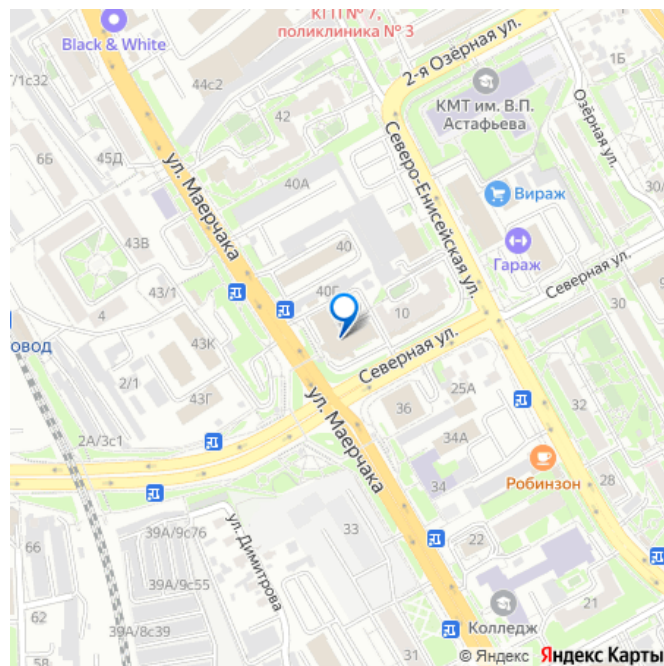 КГП № 7,
поликлиника № 3
Black & White
2-я Озёрная ул.
1Б
/1с32
44с2
КМТ им. В.П.
Астафьева
Озёрная ул.
42
6Б
45Д
ул. Маерчака
Северо-Енисейская ул.
40А
Вираж
30/
43В
40
Гараж
Северная ул.
43/1
40Г
10
4
30
9
ОВОД
43К
Северная ул.
2/1
25А
43Г
ул. Маерчака
36
32
2А/3с1
34А
Робинзон
34
28
39А/9с76
ул. Димитрова
33
66
22
39А/9с55
62
21
39А/8с39
Колледж
58
© Яндекс Яндекс Карты